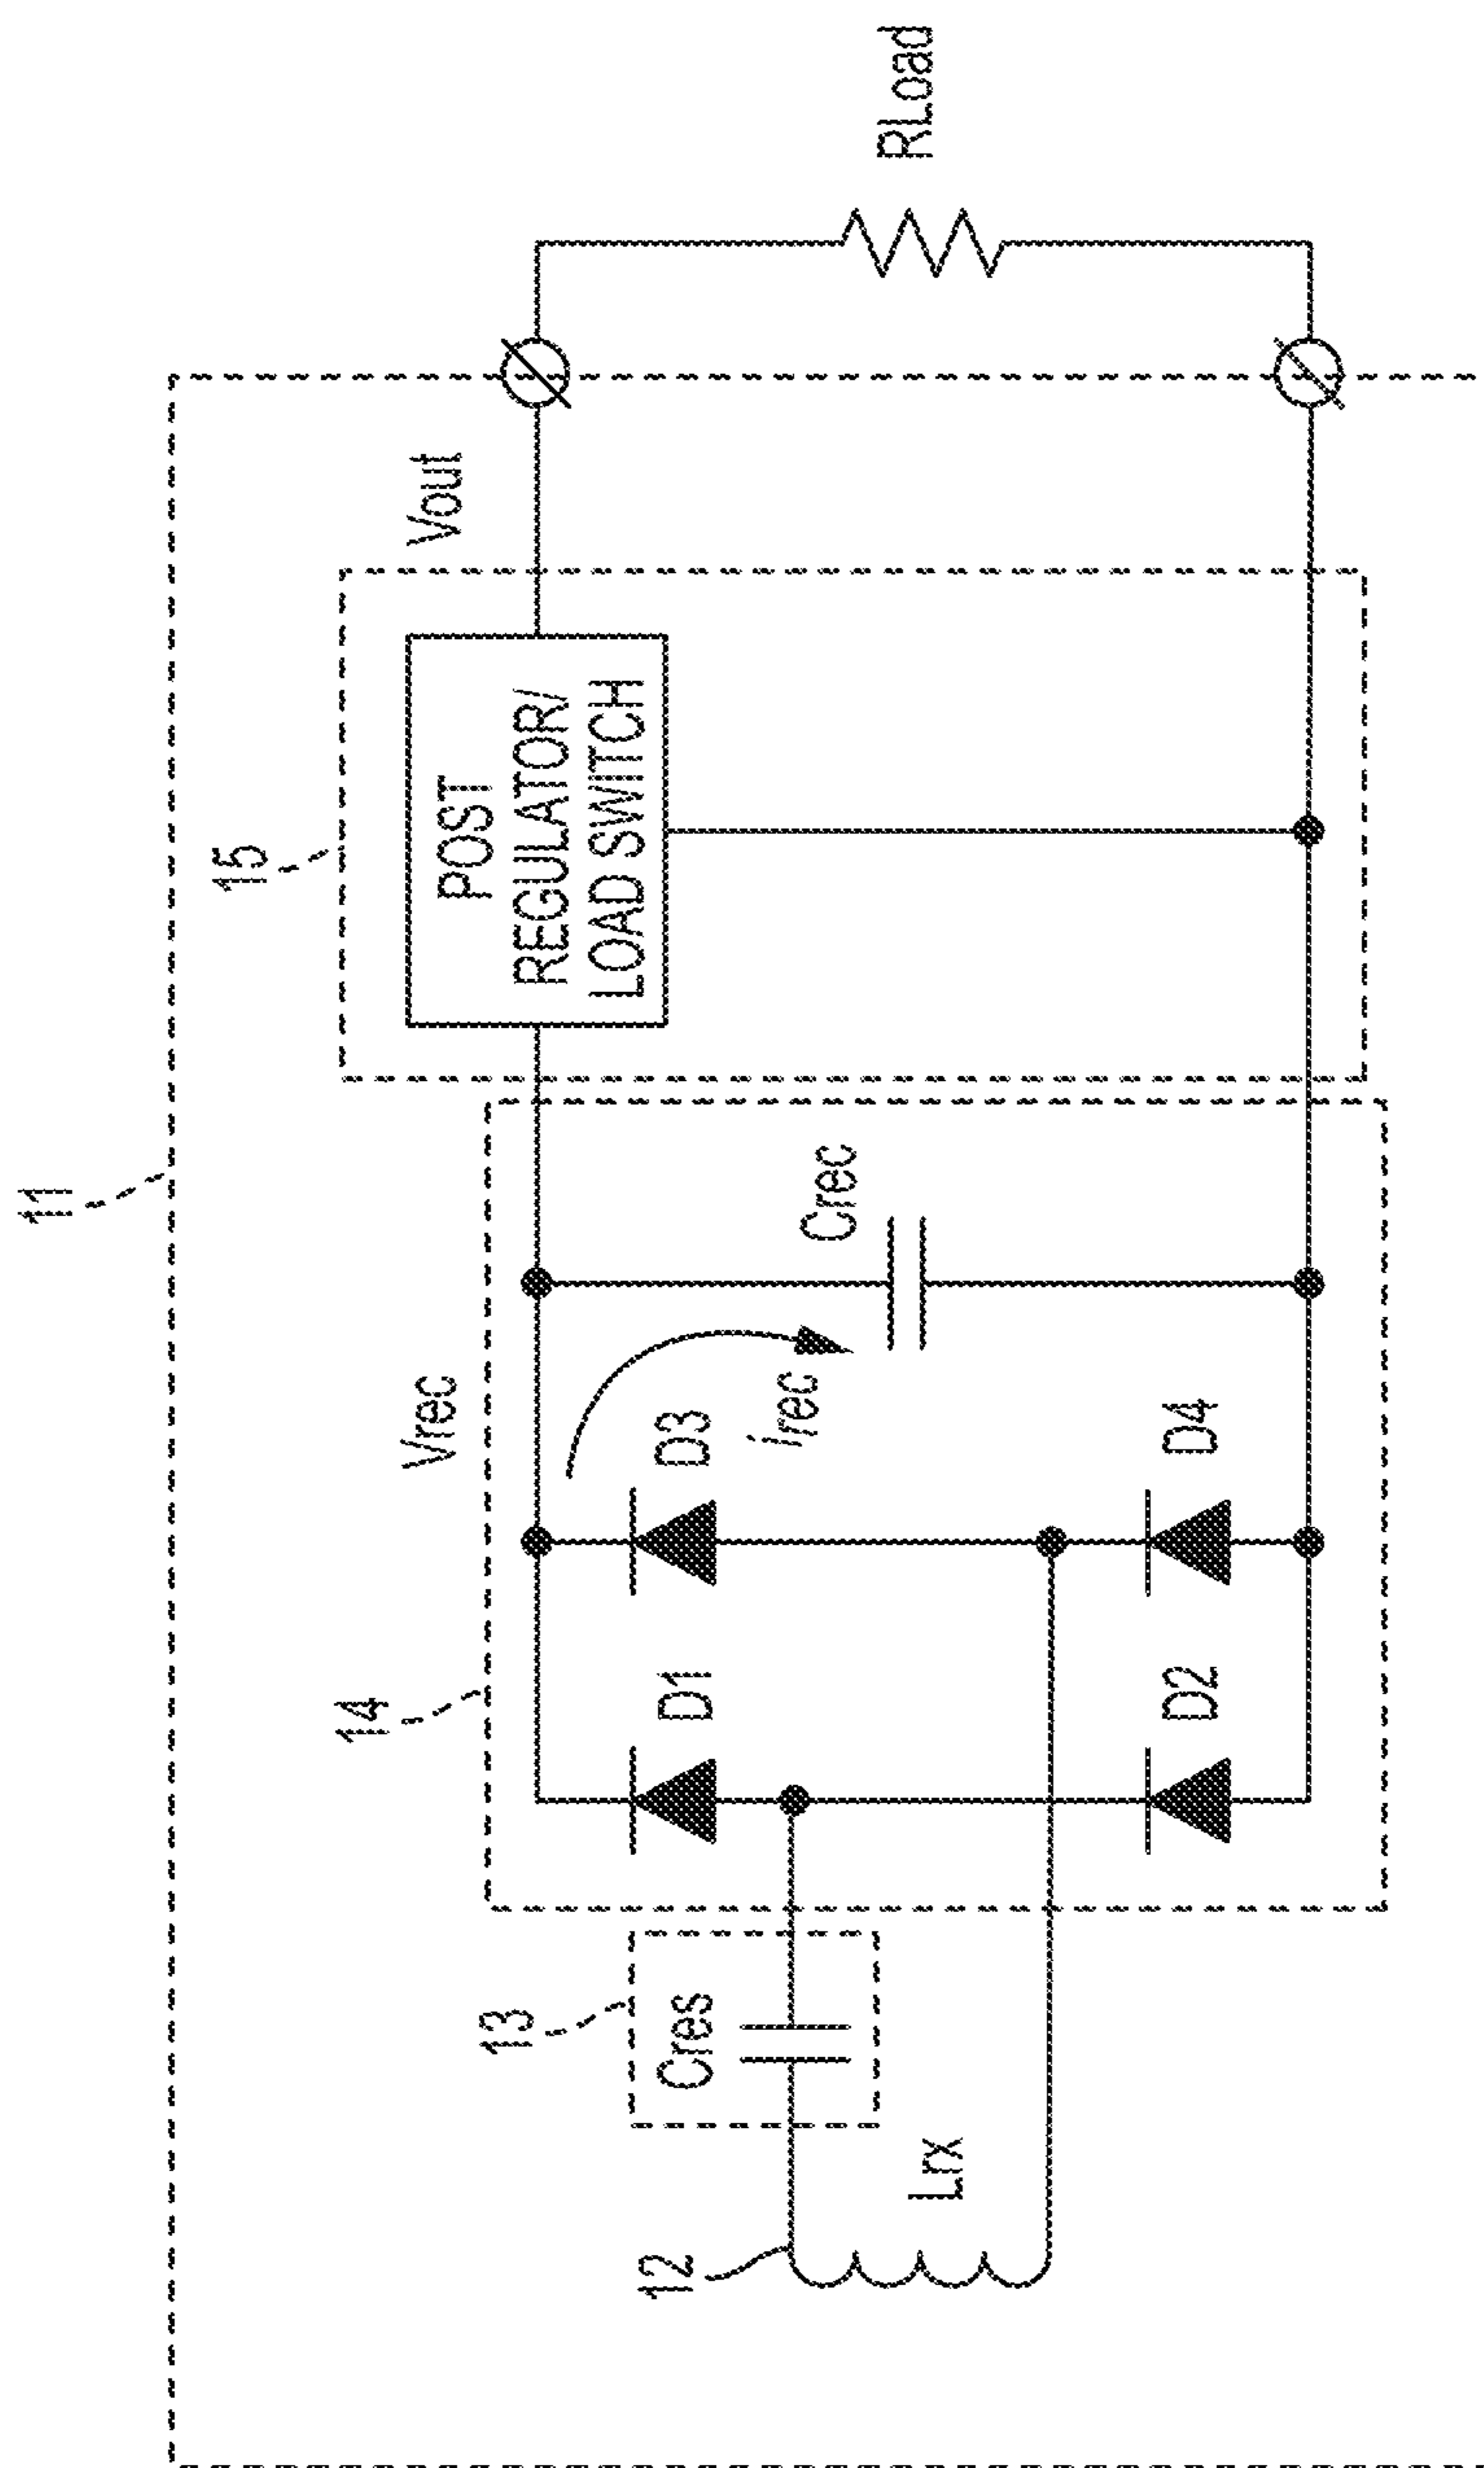 11
15
POST
REGULATOR/
LOAD SWITCH
Vout
RLoad
14
Vrec
D1
D3
irec
Crec
D2
D4
13
Cres
12
Lrx